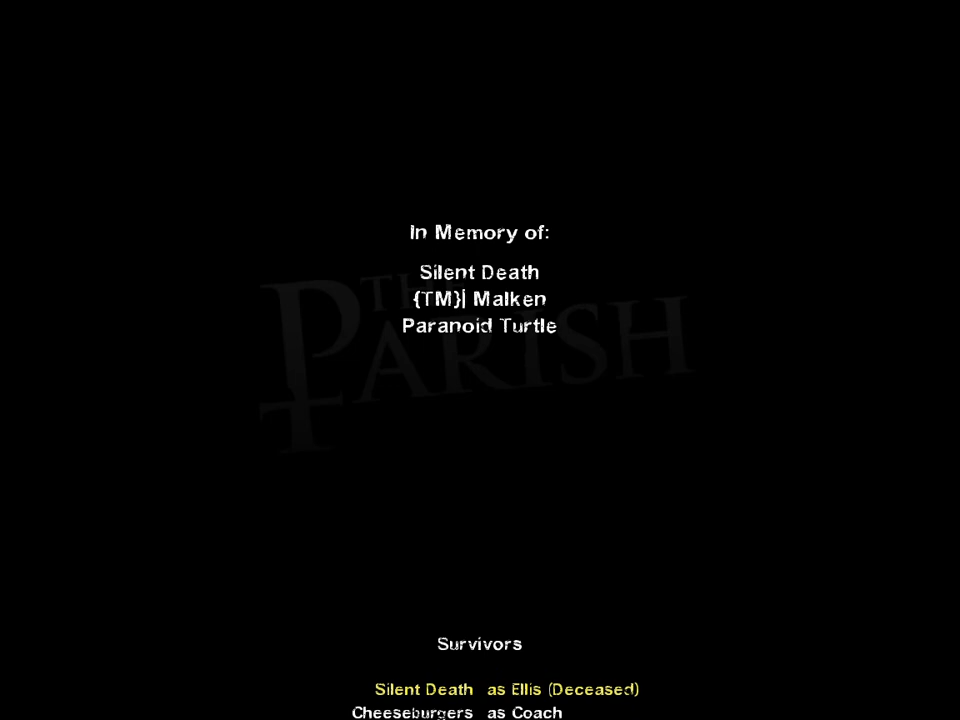 In Memory of:
Silent Death
{TM}| Malken
Paranoid Turtle
THE
PARISH
Survivors
Silent Death as Ellis (Deceased)
Cheeseburgers as Coach